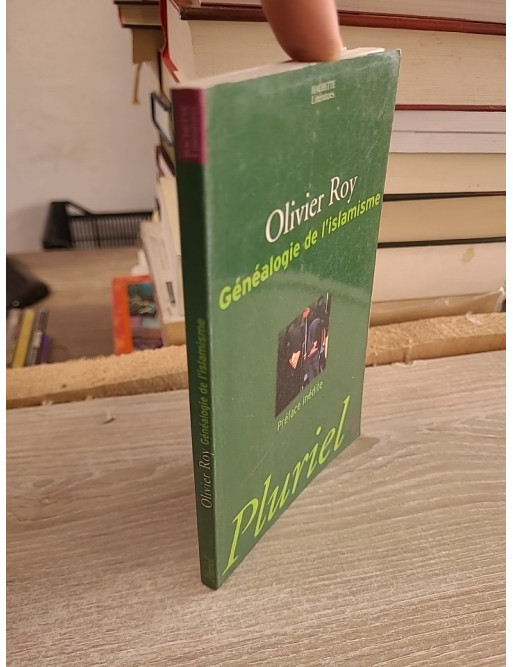 HACHETTE
Littératures
Olivier Roy
Généalogie de l'islamisme
Préface inédite
Pluriel
Olivier Roy Généalogie de l'islamisme